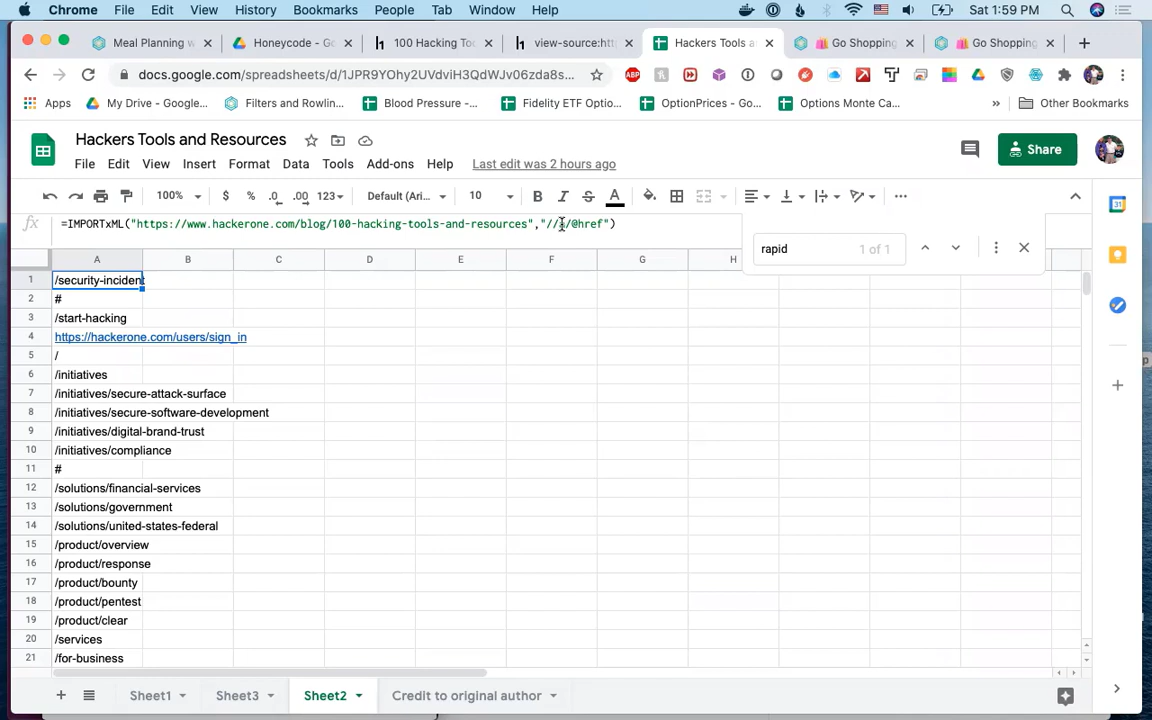 Chrome File Edit View History Bookmarks People Tab Window Help Sat 1:59 PM
Meal Planning w Honeycode - Go 100 Hacking Too view-source:htt Hackers Tools a Go Shopping Go Shopping
docs.google.com/spreadsheets/d/1JPR9YOhy2UVdviH3QdWJv06zda8s...
Apps My Drive - Google... Filters and Rowlin... Blood Pressure -... Fidelity ETF Optio... OptionPrices - Go... Options Monte Ca... » Other Bookmarks
Hackers Tools and Resources
Share
File Edit View Insert Format Data Tools Add-ons Help Last edit was 2 hours ago
100% $ % .0 .00 123 Default (Ari... 10 B I S A
fx =IMPORTxML("https://www.hackerone.com/blog/100-hacking-tools-and-resources","//a/@href")
rapid 1 of 1
A B C D E F G H
1 /security-incident
2 #
3 /start-hacking
4 https://hackerone.com/users/sign_in
5 /
6 /initiatives
7 /initiatives/secure-attack-surface
8 /initiatives/secure-software-development
9 /initiatives/digital-brand-trust
10 /initiatives/compliance
11 #
12 /solutions/financial-services
13 /solutions/government
14 /solutions/united-states-federal
15 /product/overview
16 /product/response
17 /product/bounty
18 /product/pentest
19 /product/clear
20 /services
21 /for-business
Sheet1 Sheet3 Sheet2 Credit to original author